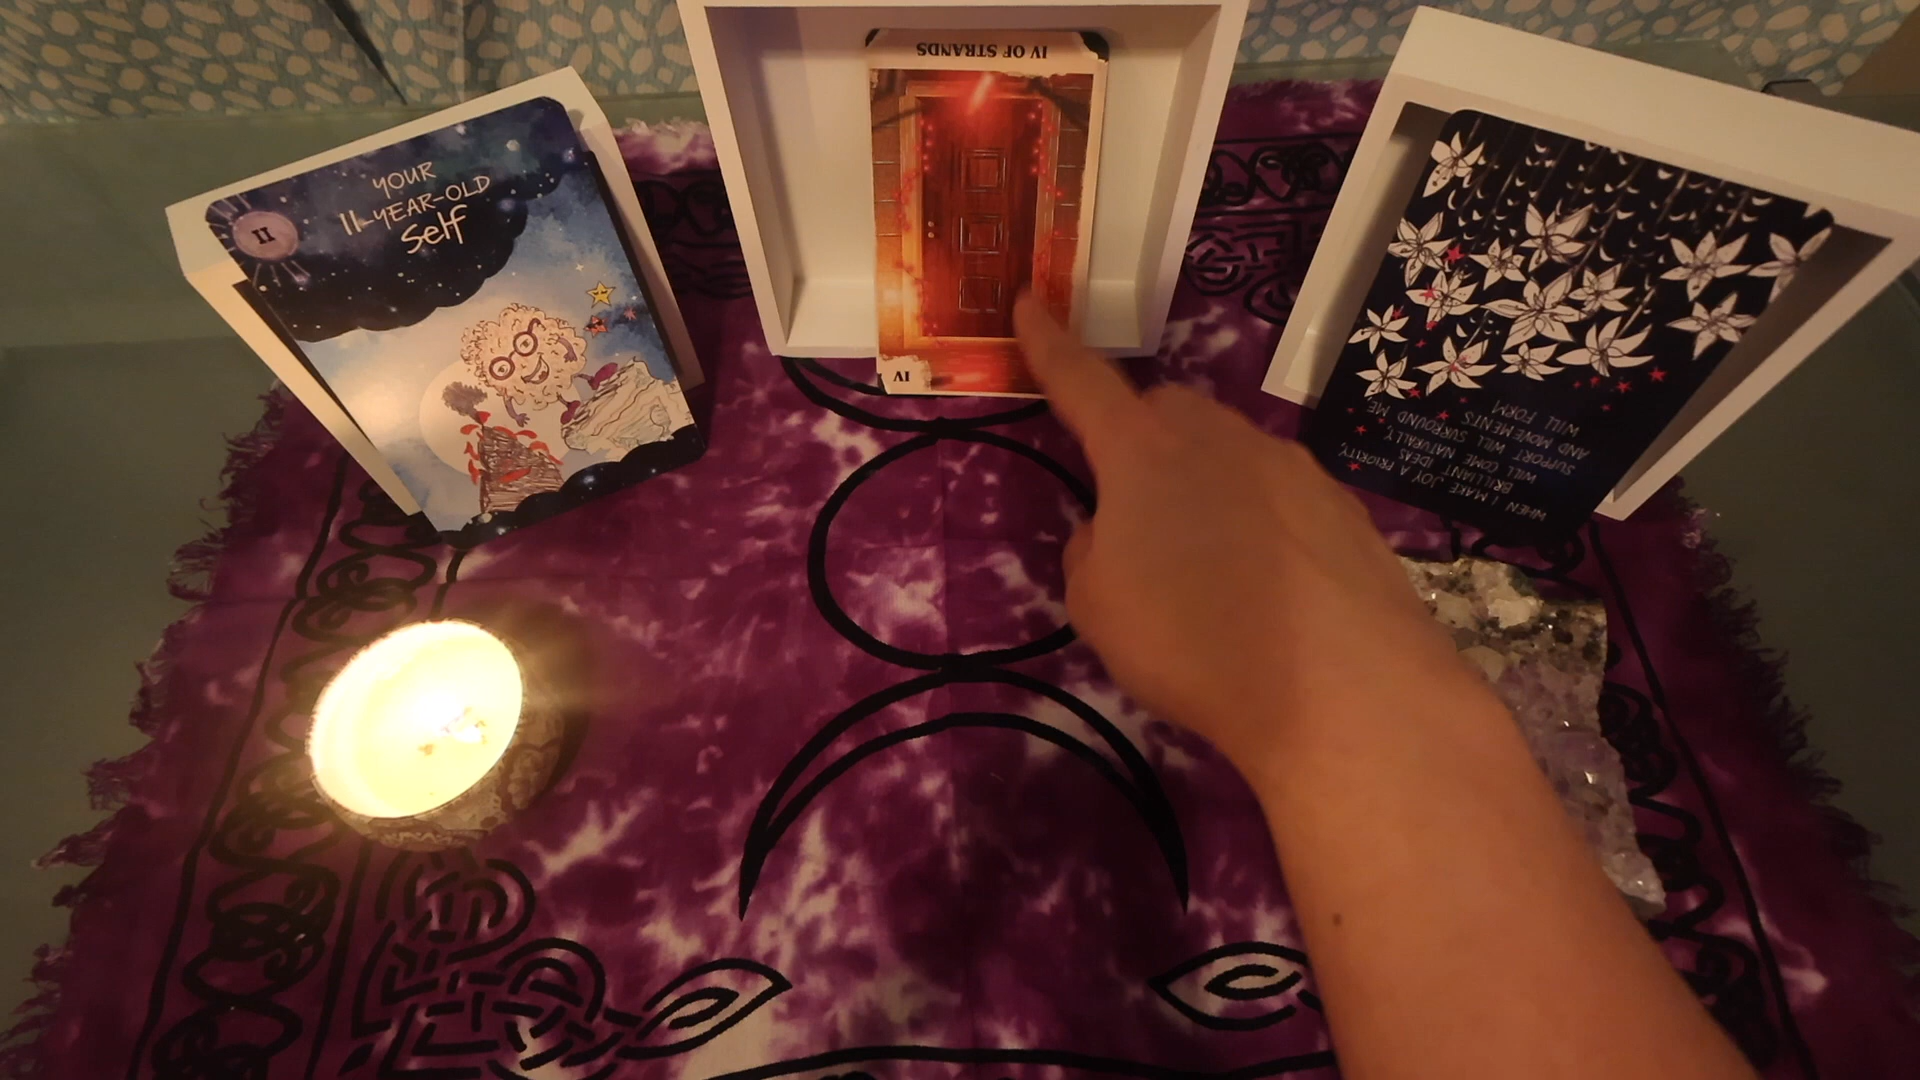 II
YOUR
11-YEAR-OLD
self
IV OF STRANDS
IV
WHEN I MAKE JOY A PRIORITY,
BRILLIANT IDEAS
WILL COME NATURALLY,
SUPPORT WILL SURROUND ME
AND MOVEMENTS
WILL FORM